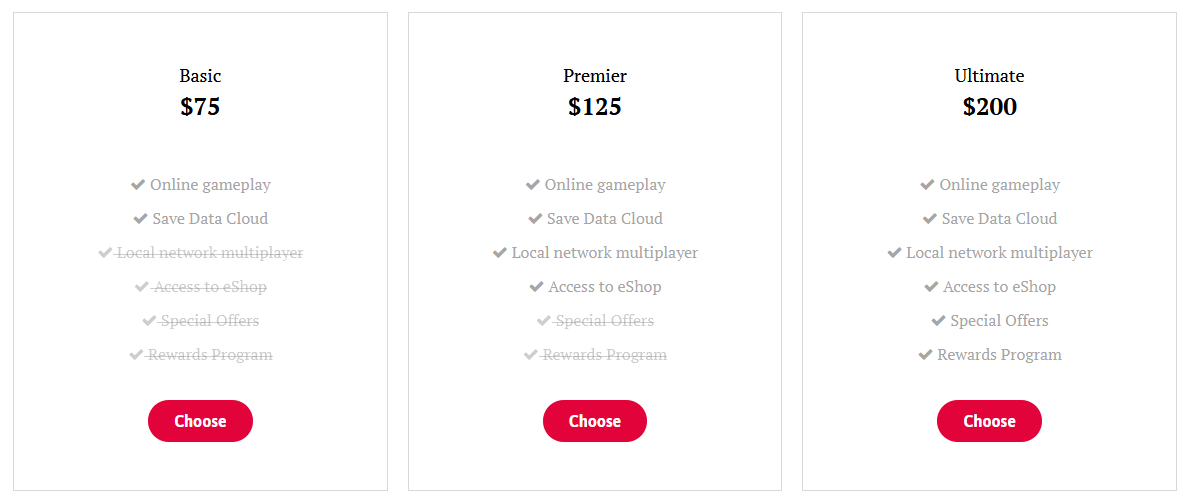 Basic
$75
Online gameplay
Save Data Cloud
Local network multiplayer
Access to eShop
Special Offers
Rewards Program
Choose
Premier
$125
Online gameplay
Save Data Cloud
Local network multiplayer
Access to eShop
Special Offers
Rewards Program
Choose
Ultimate
$200
Online gameplay
Save Data Cloud
Local network multiplayer
Access to eShop
Special Offers
Rewards Program
Choose